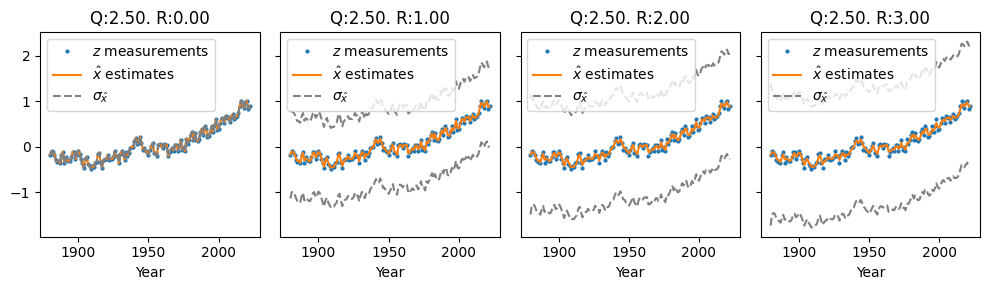 Q:2.50. R:0.00
z measurements
x̂ estimates
σx̂
2
1
0
−1
1900 1950 2000
Year
Q:2.50. R:1.00
z measurements
x̂ estimates
σx̂
1900 1950 2000
Year
Q:2.50. R:2.00
z measurements
x̂ estimates
σx̂
1900 1950 2000
Year
Q:2.50. R:3.00
z measurements
x̂ estimates
σx̂
1900 1950 2000
Year